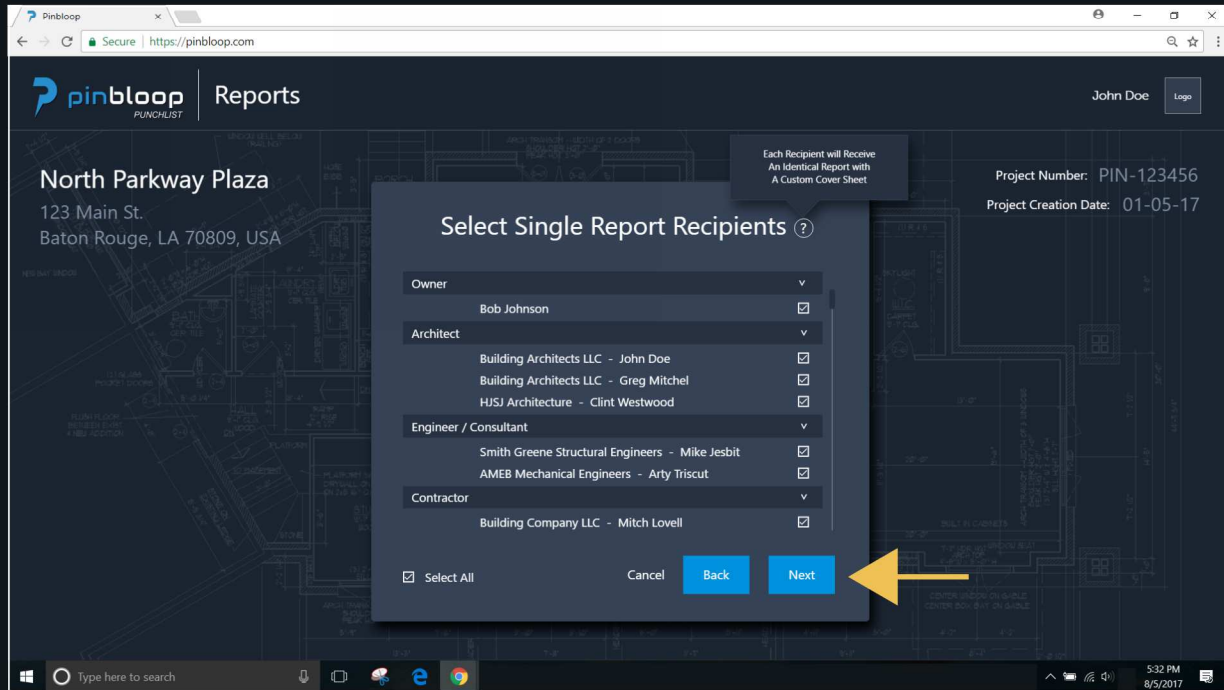 Pinbloop
Secure
https://pinbloop.com
pinbloop
PUNCHLIST
Reports
John Doe
Logo
North Parkway Plaza
123 Main St.
Baton Rouge, LA 70809, USA
Each Recipient will Receive
An Identical Report with
A Custom Cover Sheet
Project Number: PIN-123456
Project Creation Date: 01-05-17
Select Single Report Recipients ?
Owner
Bob Johnson
Architect
Building Architects LLC - John Doe
Building Architects LLC - Greg Mitchel
HJSJ Architecture - Clint Westwood
Engineer / Consultant
Smith Greene Structural Engineers - Mike Jesbit
AMEB Mechanical Engineers - Arty Triscut
Contractor
Building Company LLC - Mitch Lovell
Select All
Cancel
Back
Next
Type here to search
5:32 PM
8/5/2017